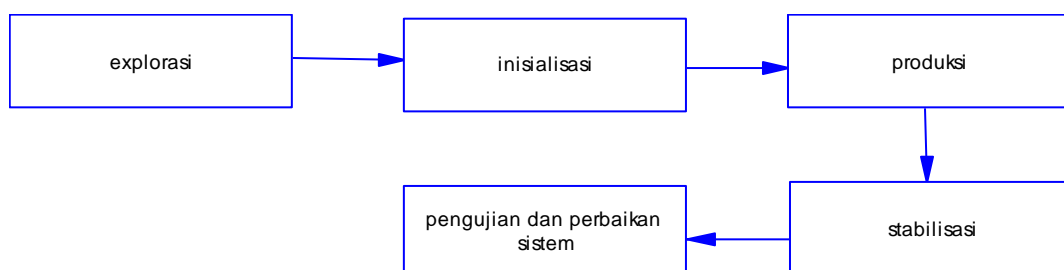 explorasi
inisialisasi
produksi
stabilisasi
pengujian dan perbaikan
sistem